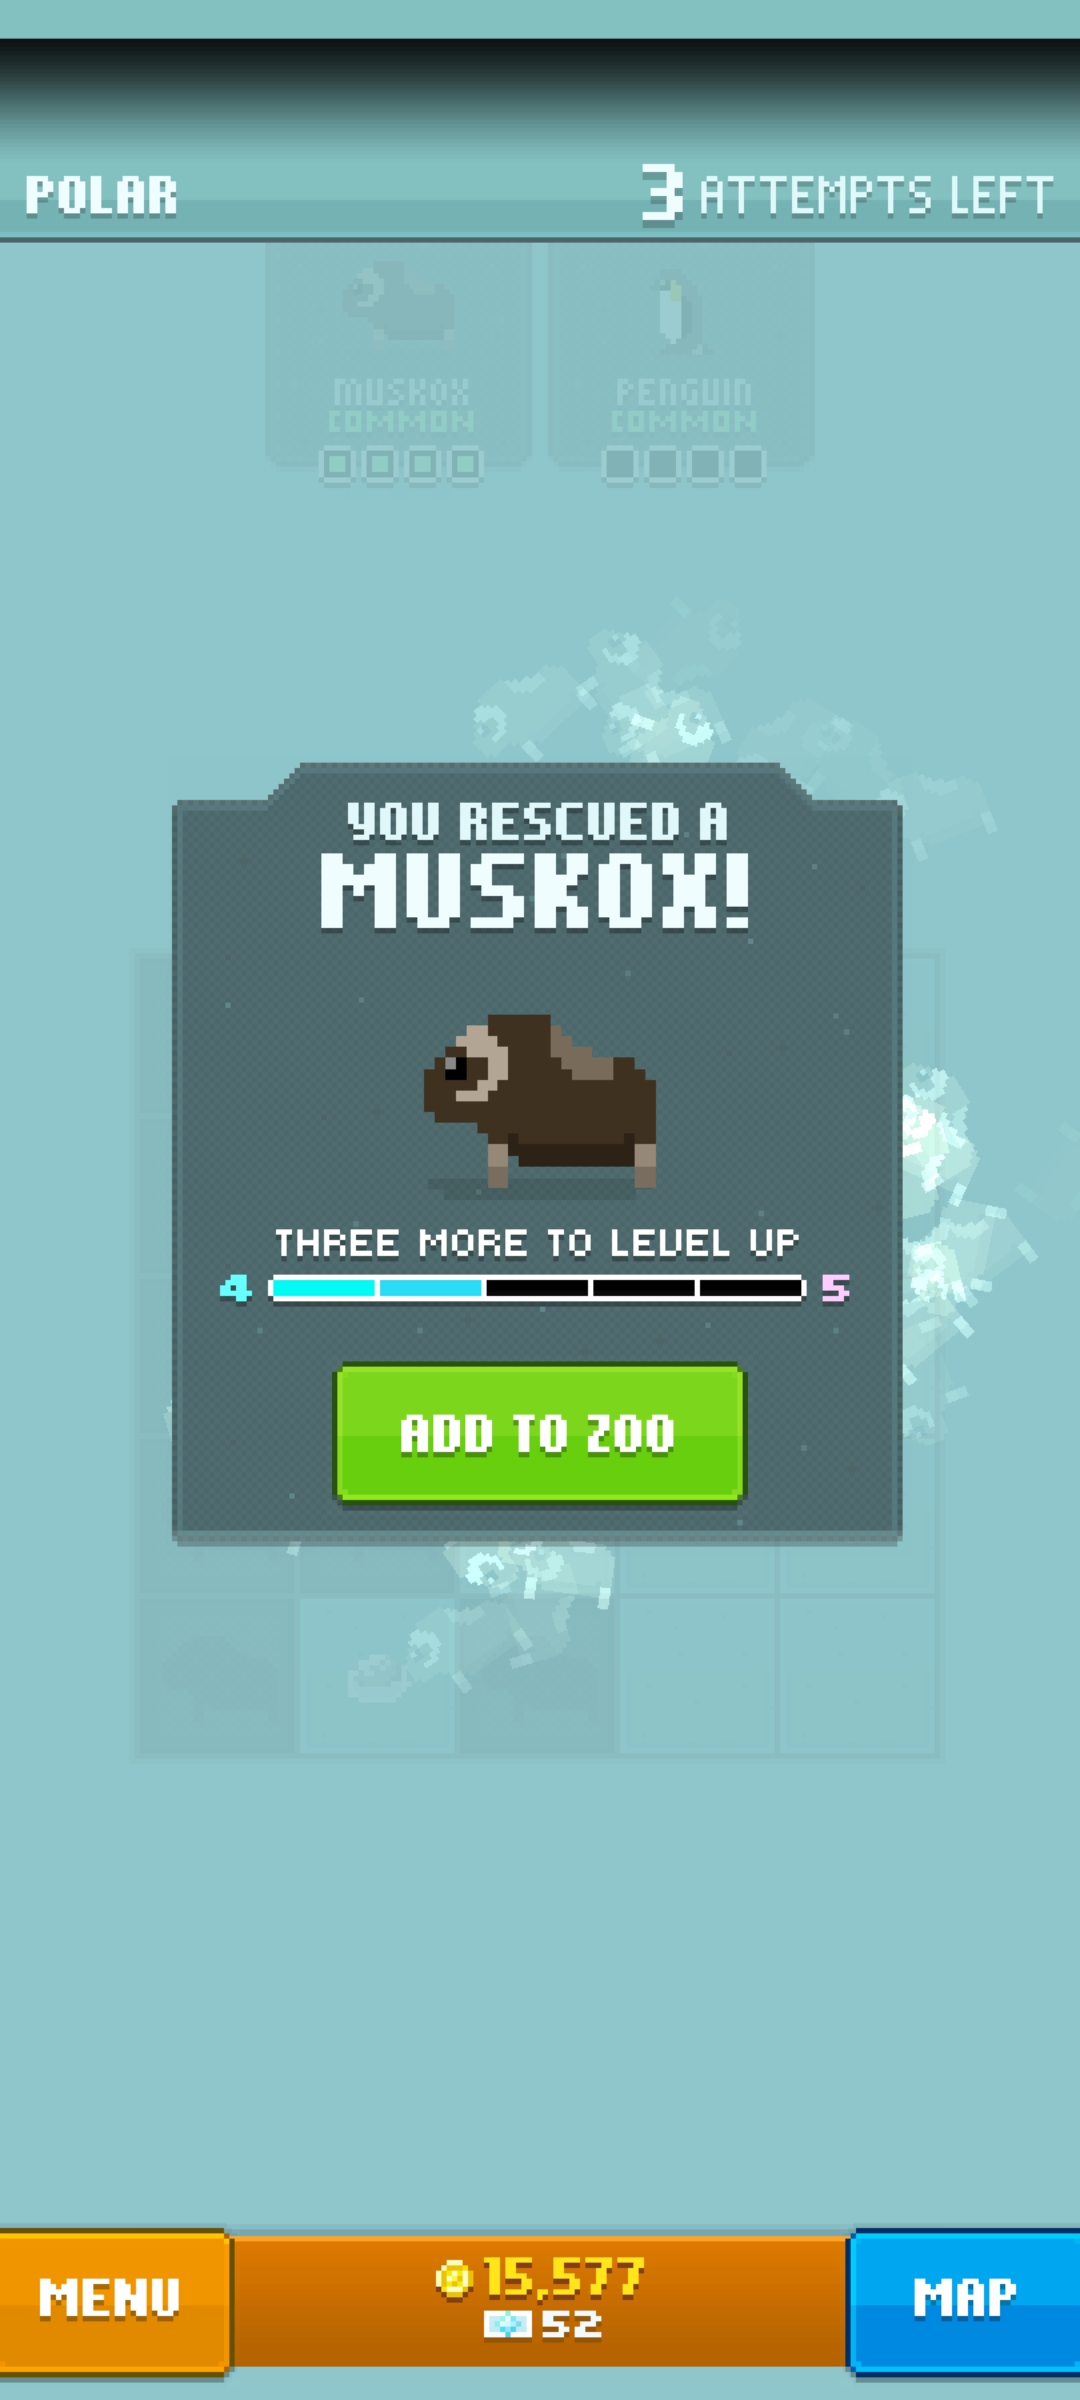 POLAR
3 ATTEMPTS LEFT
MUSKOX
COMMON
PENGUIN
COMMON
YOU RESCUED A
MUSKOX!
THREE MORE TO LEVEL UP
4 5
ADD TO ZOO
MENU
15,577
52
MAP